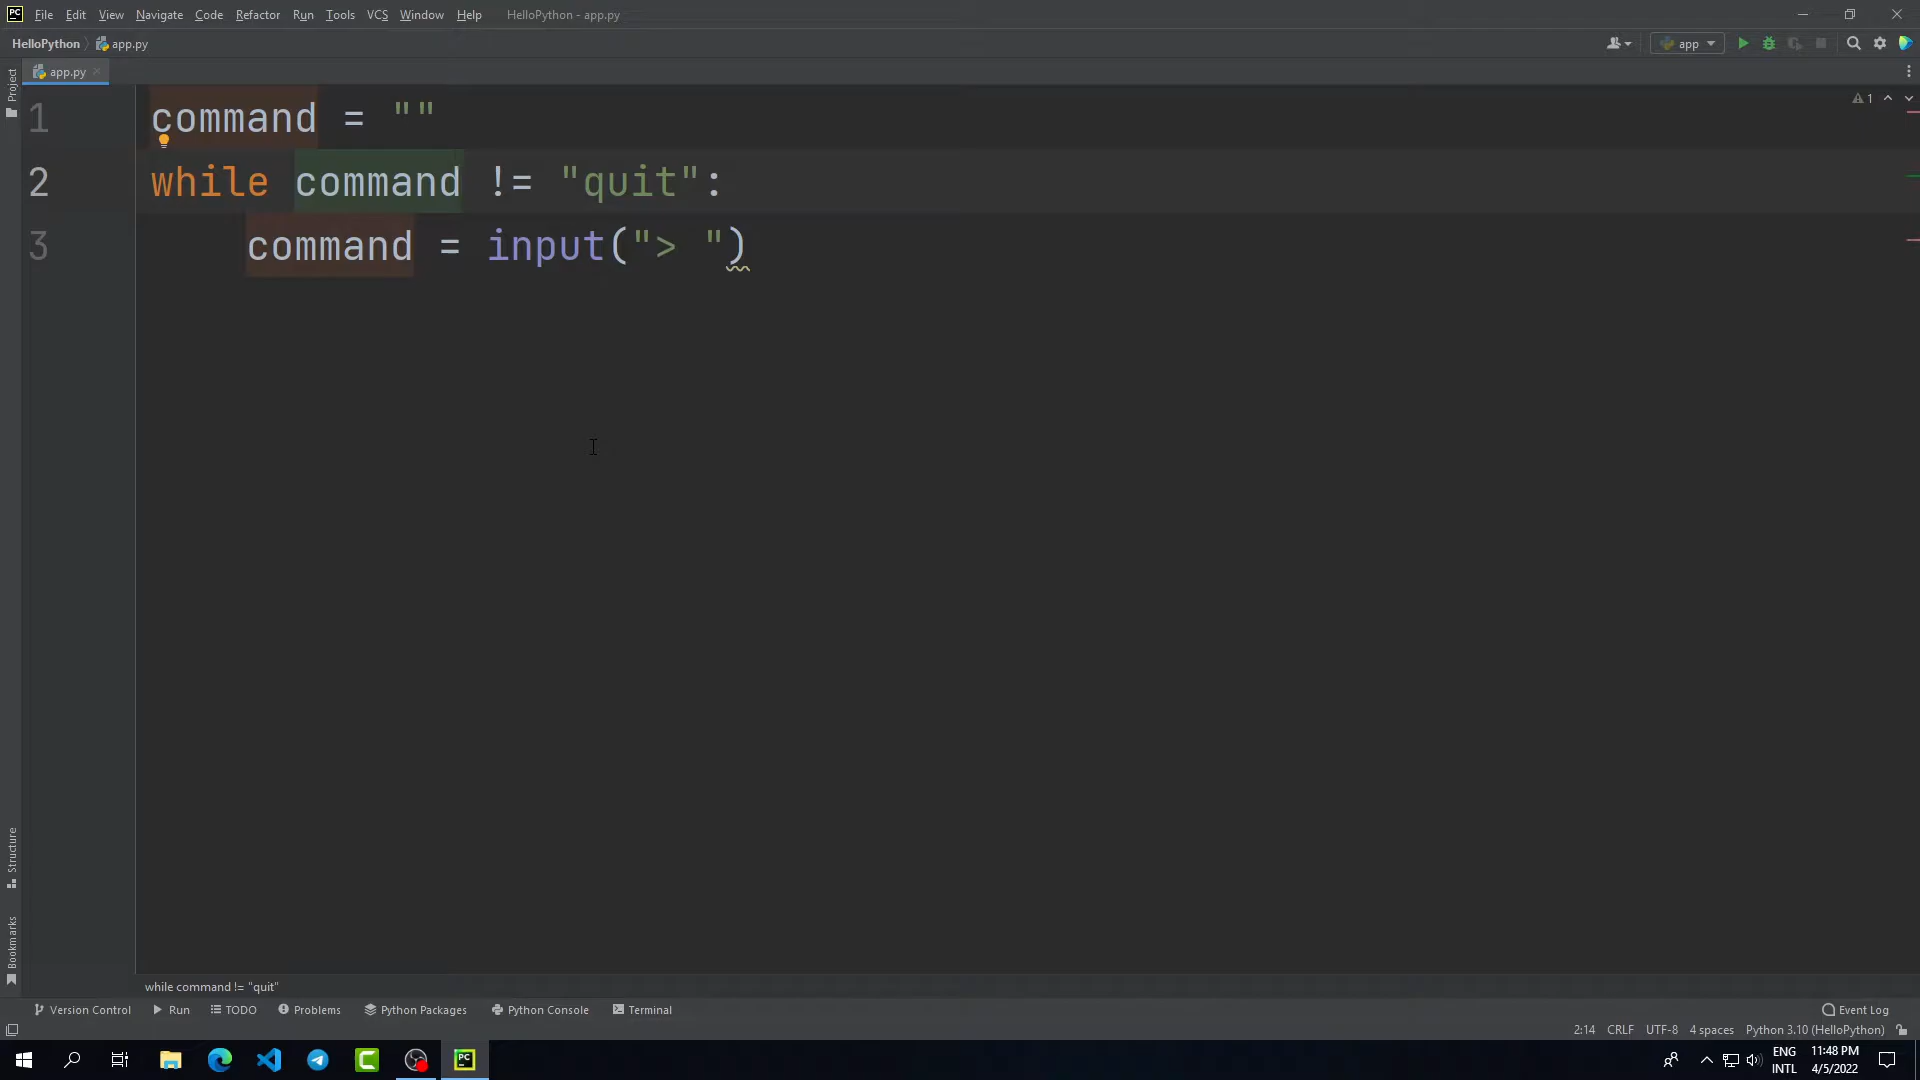 PC File Edit View Navigate Code Refactor Run Tools VCS Window Help HelloPython - app.py
HelloPython app.py app
Project app.py
1 command = ""
1
2 while command != "quit":
3 command = input("> ")
Structure
Bookmarks
while command != "quit"
Version Control Run TODO Problems Python Packages Python Console Terminal Event Log
2:14 CRLF UTF-8 4 spaces Python 3.10 (HelloPython)
PC ENG 11:48 PM
INTL 4/5/2022